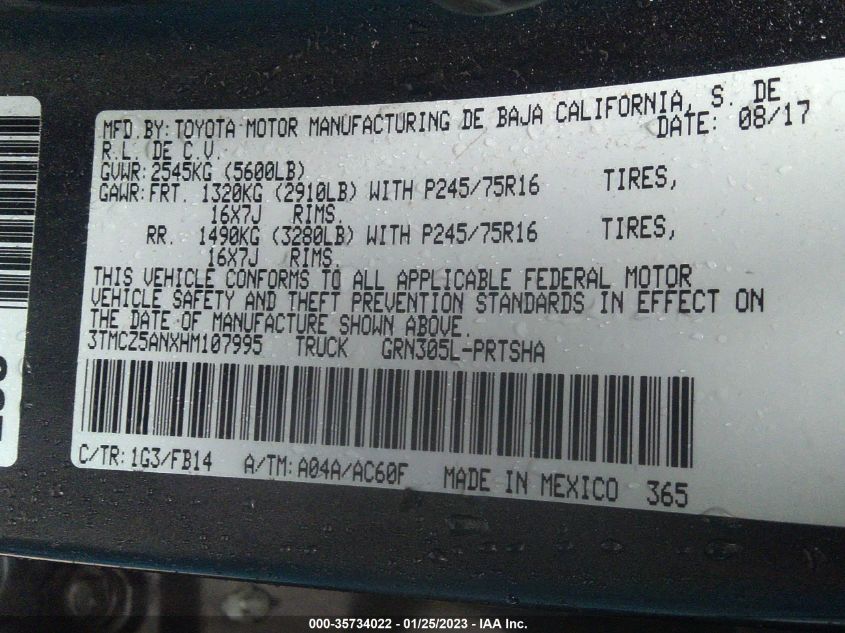 MFD BY: TOYOTA MOTOR MANUFACTURING DE BAJA CALIFORNIA, S. DE
R.L. DE C.V. DATE: 08/17
GVWR: 2545KG (5600LB)
GAWR: FRT. 1320KG (2910LB) WITH P245/75R16 TIRES,
16X7J RIMS.
RR. 1490KG (3280LB) WITH P245/75R16 TIRES,
16X7J RIMS.
THIS VEHICLE CONFORMS TO ALL APPLICABLE FEDERAL MOTOR
VEHICLE SAFETY AND THEFT PREVENTION STANDARDS IN EFFECT ON
THE DATE OF MANUFACTURE SHOWN ABOVE.
3TMCZ5ANXHM107995 TRUCK GRN305L-PRTSHA
C/TR: 1G3/FB14 A/TM: A04A/AC60F MADE IN MEXICO 365
000-35734022 — 01/25/2023 — IAA Inc.